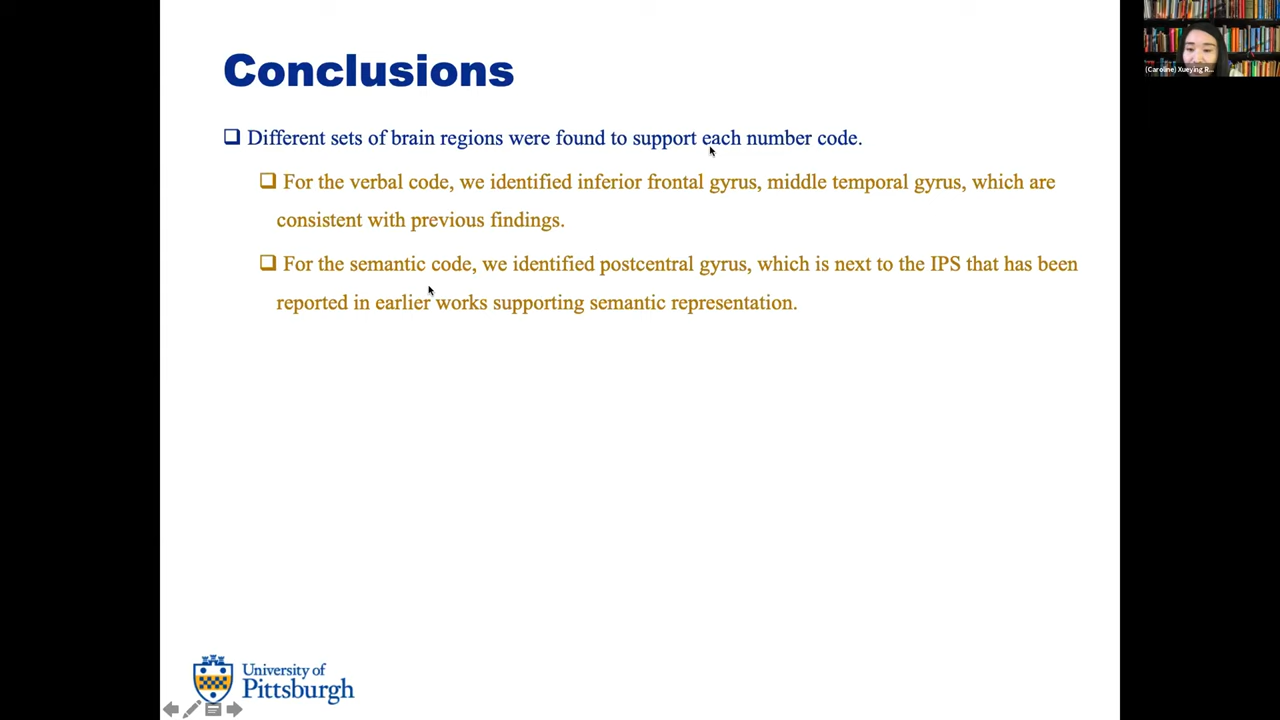 Conclusions
(Caroline) Xueying R...
Different sets of brain regions were found to support each number code.
For the verbal code, we identified inferior frontal gyrus, middle temporal gyrus, which are
consistent with previous findings.
For the semantic code, we identified postcentral gyrus, which is next to the IPS that has been
reported in earlier works supporting semantic representation.
University of
Pittsburgh